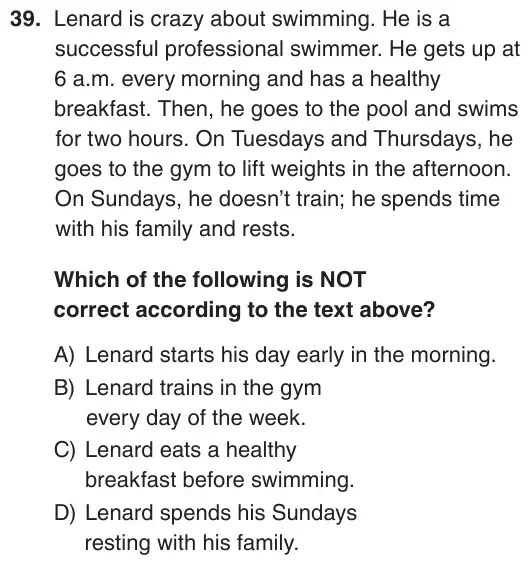 39. Lenard is crazy about swimming. He is a
successful professional swimmer. He gets up at
6 a.m. every morning and has a healthy
breakfast. Then, he goes to the pool and swims
for two hours. On Tuesdays and Thursdays, he
goes to the gym to lift weights in the afternoon.
On Sundays, he doesn't train; he spends time
with his family and rests.
Which of the following is NOT
correct according to the text above?
A) Lenard starts his day early in the morning.
B) Lenard trains in the gym
every day of the week.
C) Lenard eats a healthy
breakfast before swimming.
D) Lenard spends his Sundays
resting with his family.